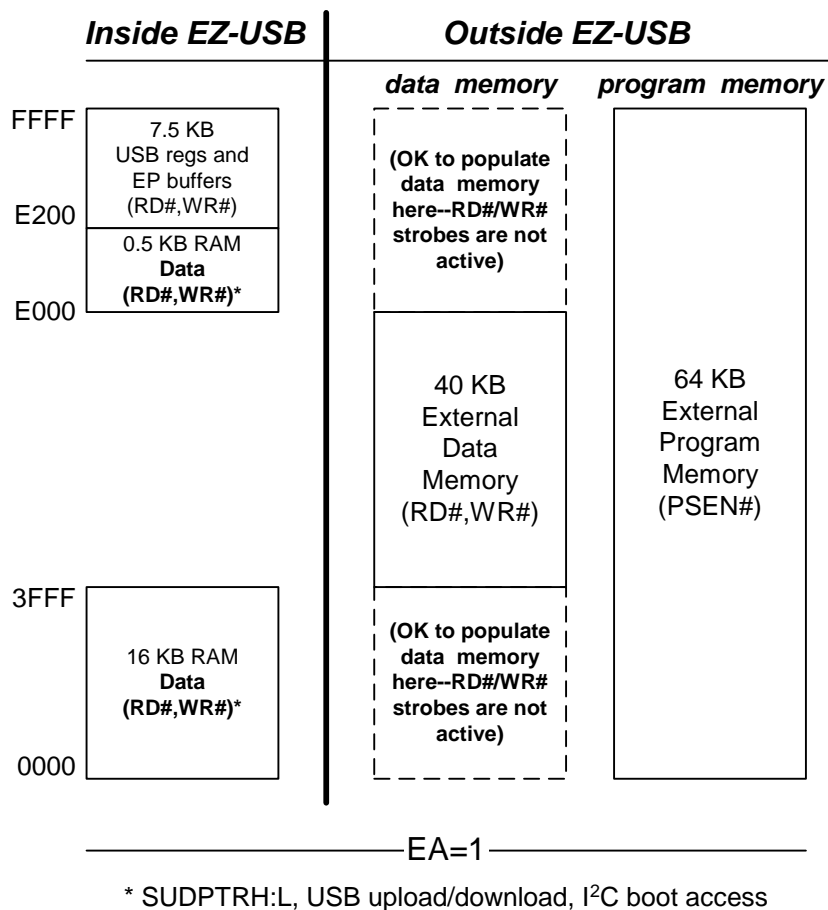 Inside EZ-USB
Outside EZ-USB
data memory
program memory
FFFF
7.5 KB
USB regs and
EP buffers
(RD#,WR#)
E200
0.5 KB RAM
Data
(RD#,WR#)*
E000
(OK to populate
data memory
here--RD#/WR#
strobes are not
active)
40 KB
External
Data
Memory
(RD#,WR#)
64 KB
External
Program
Memory
(PSEN#)
3FFF
16 KB RAM
Data
(RD#,WR#)*
0000
(OK to populate
data memory
here--RD#/WR#
strobes are not
active)
EA=1
* SUDPTRH:L, USB upload/download, I²C boot access